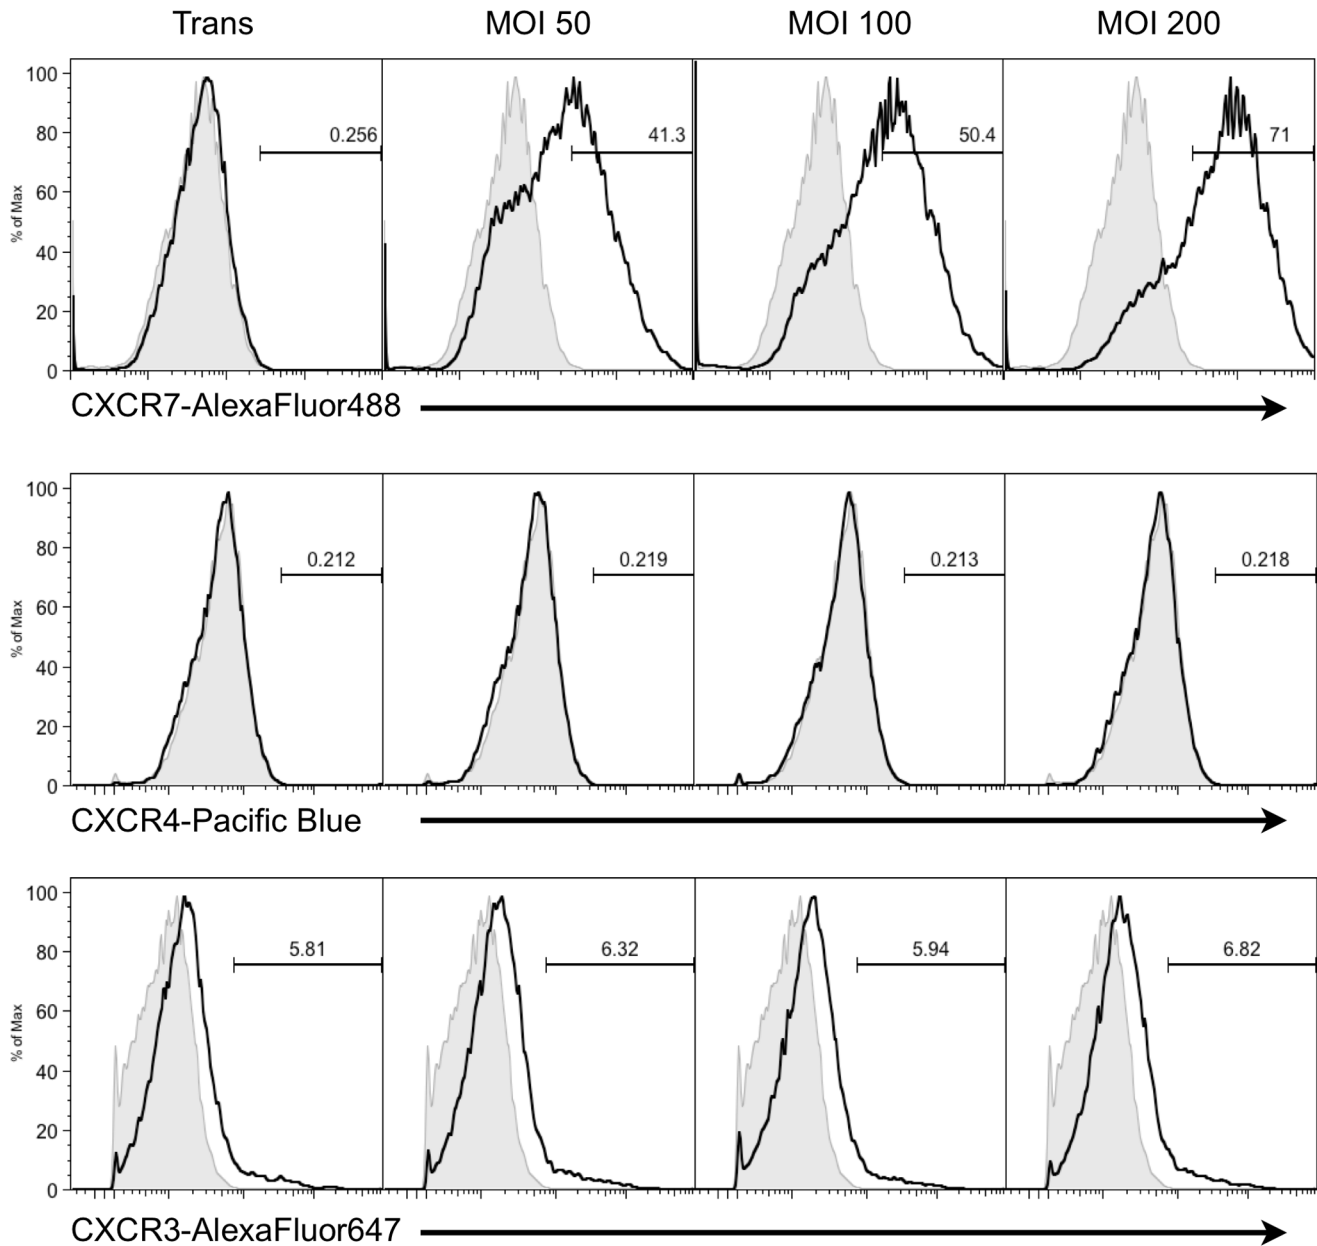 Trans MOI 50 MOI 100 MOI 200
100
80
60
40
20
0
% of Max
0.256 41.3 50.4 71
CXCR7-AlexaFluor488
100
80
60
40
20
0
% of Max
0.212 0.219 0.213 0.218
CXCR4-Pacific Blue
100
80
60
40
20
0
% of Max
5.81 6.32 5.94 6.82
CXCR3-AlexaFluor647